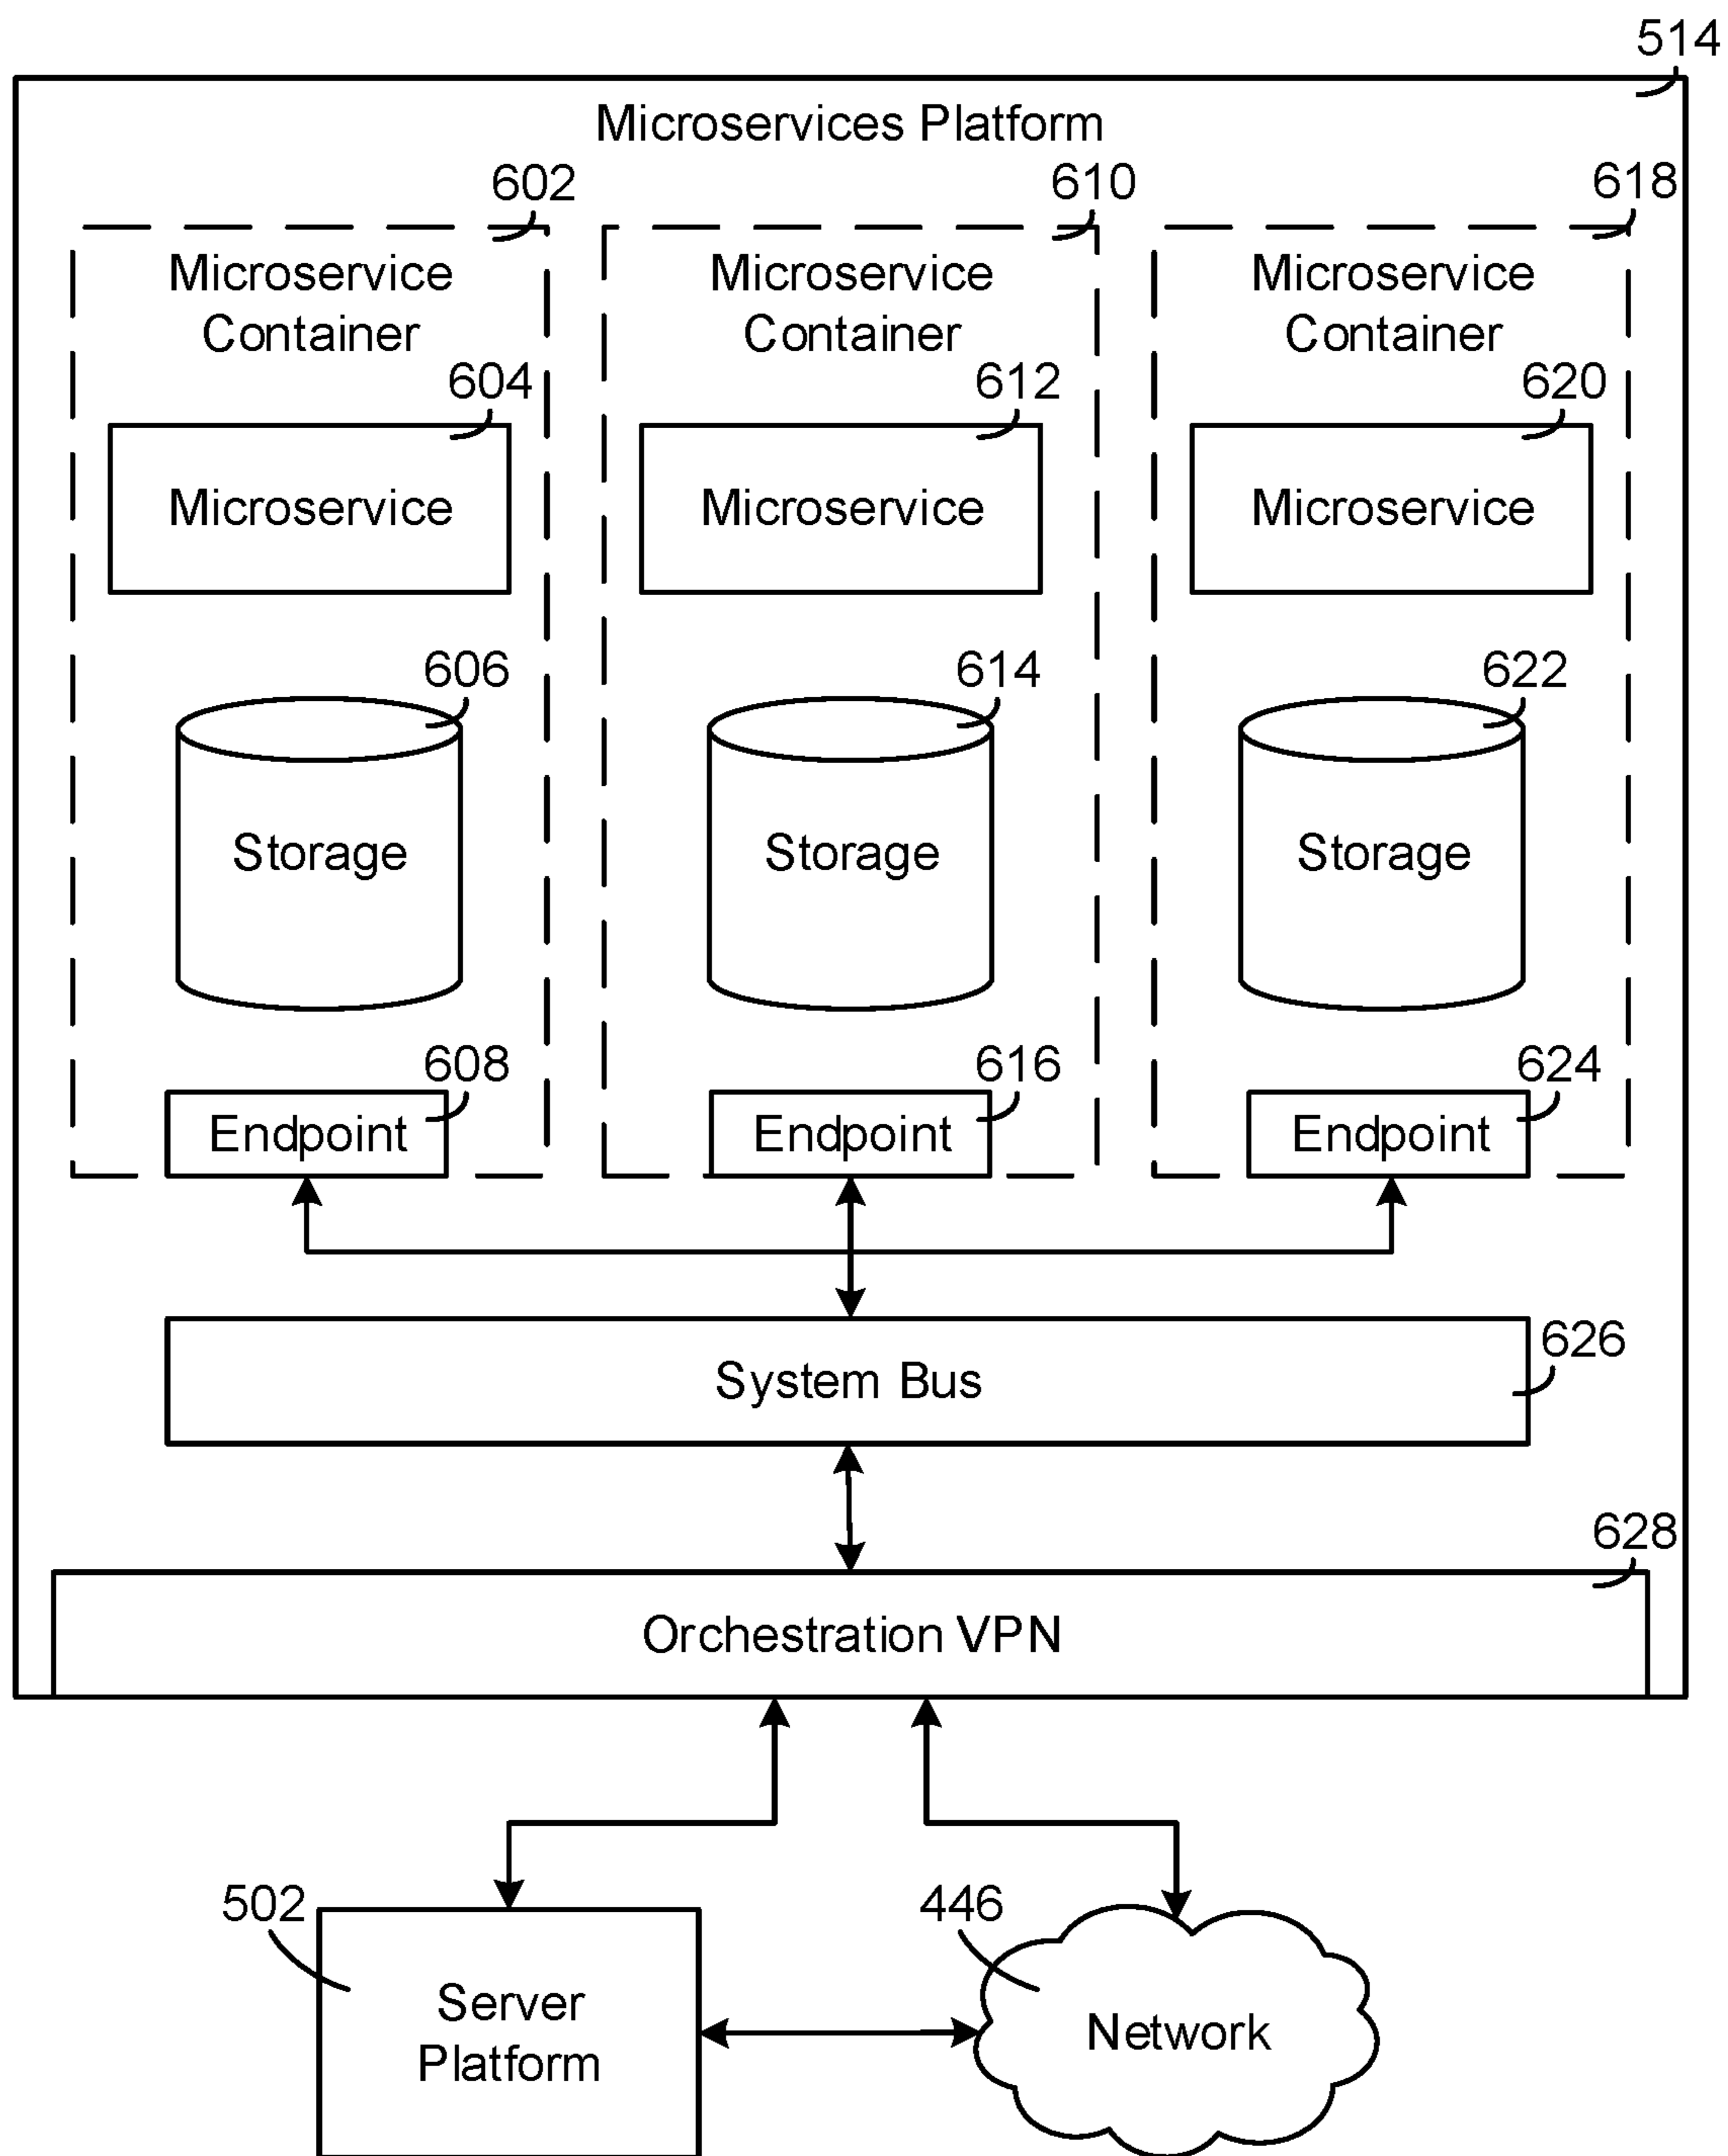 514
Microservices Platform
602
610
618
Microservice
Container
Microservice
Container
Microservice
Container
604
612
620
Microservice
Microservice
Microservice
606
614
622
Storage
Storage
Storage
608
616
624
Endpoint
Endpoint
Endpoint
626
System Bus
628
Orchestration VPN
502
446
Server
Platform
Network